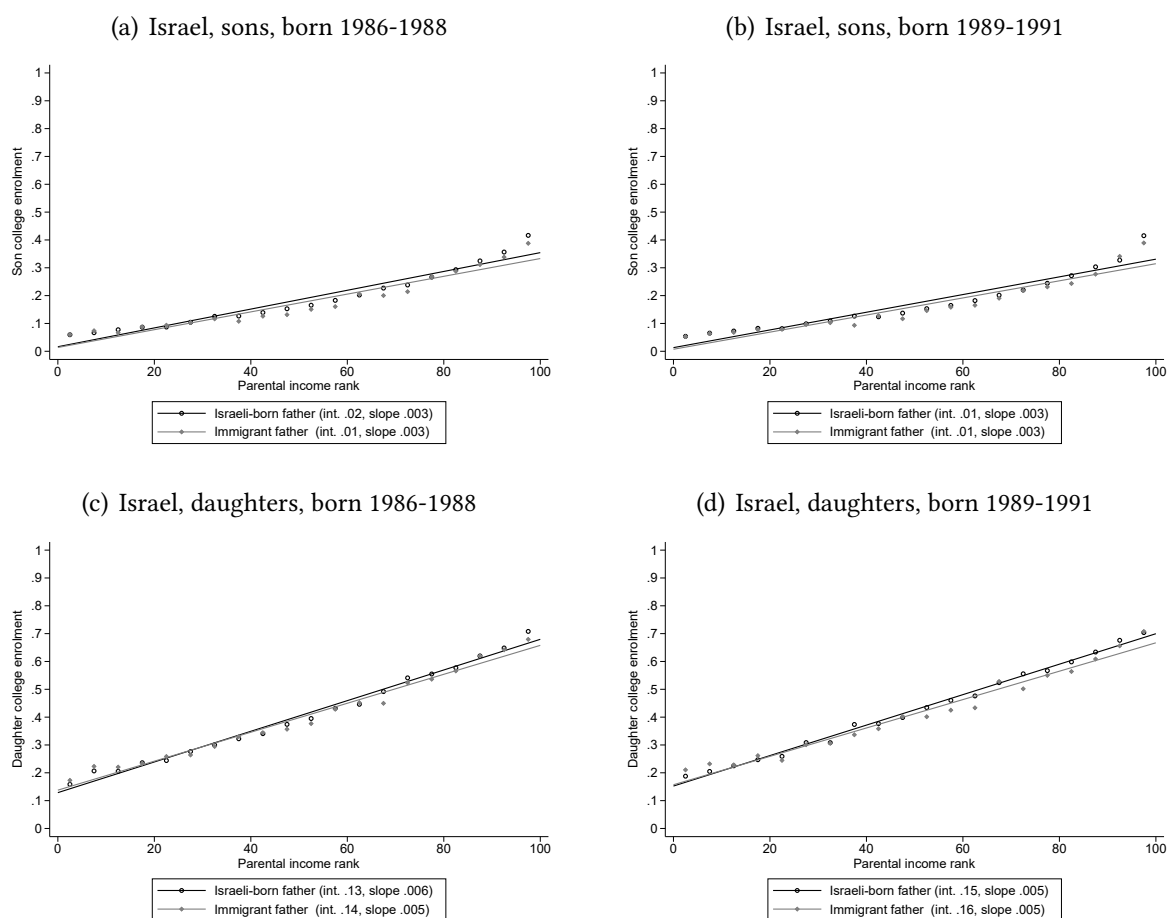 (a) Israel, sons, born 1986-1988
1
.9
.8
.7
.6
.5
.4
.3
.2
.1
0
Son college enrolment
0 20 40 60 80 100
Parental income rank
Israeli-born father (int. .02, slope .003)
Immigrant father (int. .01, slope .003)
(b) Israel, sons, born 1989-1991
1
.9
.8
.7
.6
.5
.4
.3
.2
.1
0
Son college enrolment
0 20 40 60 80 100
Parental income rank
Israeli-born father (int. .01, slope .003)
Immigrant father (int. .01, slope .003)
(c) Israel, daughters, born 1986-1988
1
.9
.8
.7
.6
.5
.4
.3
.2
.1
0
Daughter college enrolment
0 20 40 60 80 100
Parental income rank
Israeli-born father (int. .13, slope .006)
Immigrant father (int. .14, slope .005)
(d) Israel, daughters, born 1989-1991
1
.9
.8
.7
.6
.5
.4
.3
.2
.1
0
Daughter college enrolment
0 20 40 60 80 100
Parental income rank
Israeli-born father (int. .15, slope .005)
Immigrant father (int. .16, slope .005)